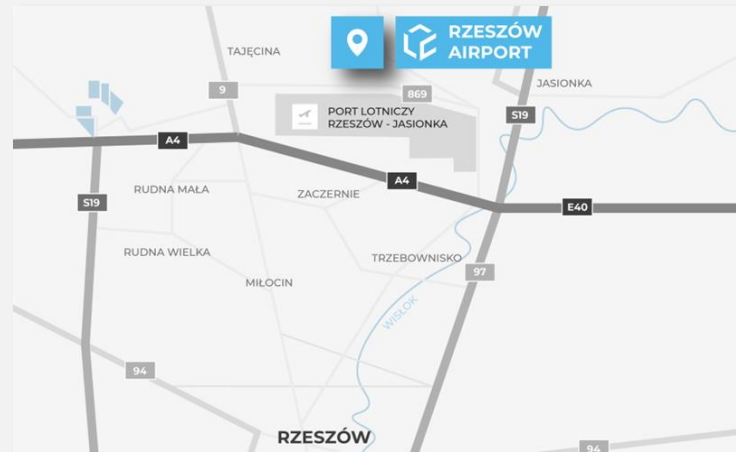 RZESZÓW
AIRPORT
TAJĘCINA
JASIONKA
9
869
PORT LOTNICZY
RZESZÓW - JASIONKA
S19
A4
A4
RUDNA MAŁA
ZACZERNIE
S19
E40
RUDNA WIELKA
TRZEBOWNISKO
97
MIŁOCIN
WISŁOK
94
RZESZÓW
94